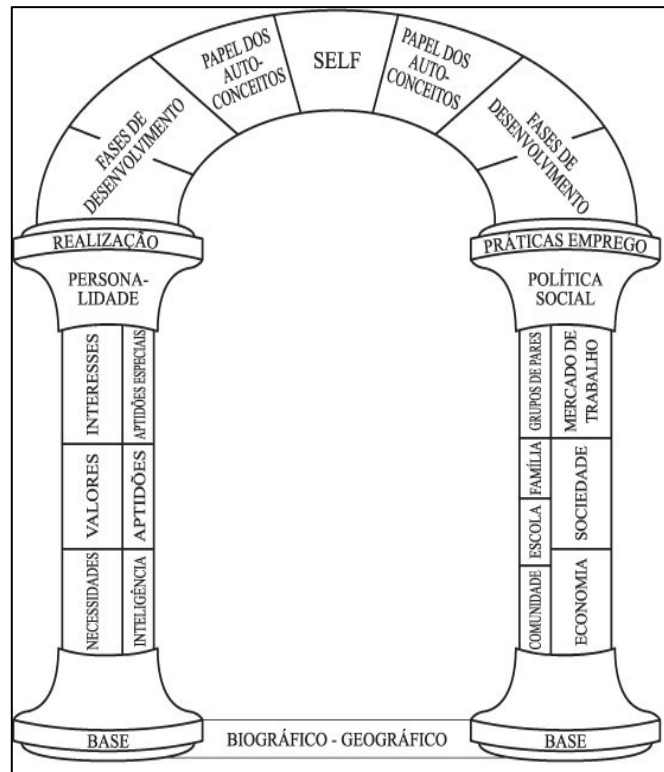 PAPEL DOS
AUTO-
CONCEITOS
SELF
PAPEL DOS
AUTO-
CONCEITOS
FASES DE
DESENVOLVIMENTO
FASES DE
DESENVOLVIMENTO
REALIZAÇÃO
PRÁTICAS EMPREGO
PERSONA-
LIDADE
POLÍTICA
SOCIAL
INTERESSES
APTIDÕES ESPECIAIS
GRUPOS DE PARES
MERCADO DE
TRABALHO
VALORES
APTIDÕES
FAMÍLIA
ESCOLA
SOCIEDADE
NECESSIDADES
INTELIGÊNCIA
COMUNIDADE
ECONOMIA
BASE
BIOGRÁFICO - GEOGRÁFICO
BASE